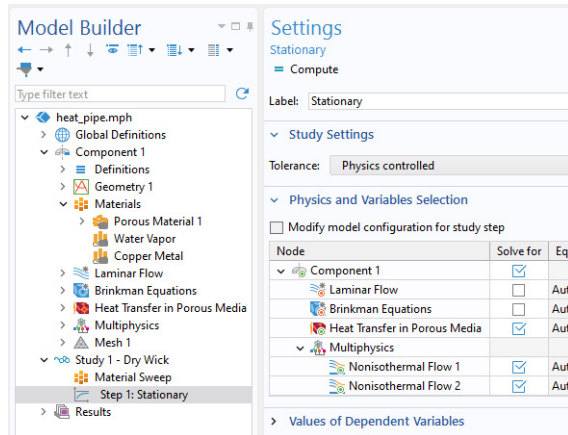 Model Builder
Type filter text
heat_pipe.mph
Global Definitions
Component 1
Definitions
Geometry 1
Materials
Porous Material 1
Water Vapor
Copper Metal
Laminar Flow
Brinkman Equations
Heat Transfer in Porous Media
Multiphysics
Mesh 1
Study 1 - Dry Wick
Material Sweep
Step 1: Stationary
Results
Settings
Stationary
= Compute
Label: Stationary
Study Settings
Tolerance: Physics controlled
Physics and Variables Selection
Modify model configuration for study step
Node Solve for Eq
Component 1
Laminar Flow Aut
Brinkman Equations Aut
Heat Transfer in Porous Media Aut
Multiphysics
Nonisothermal Flow 1 Aut
Nonisothermal Flow 2 Aut
Values of Dependent Variables